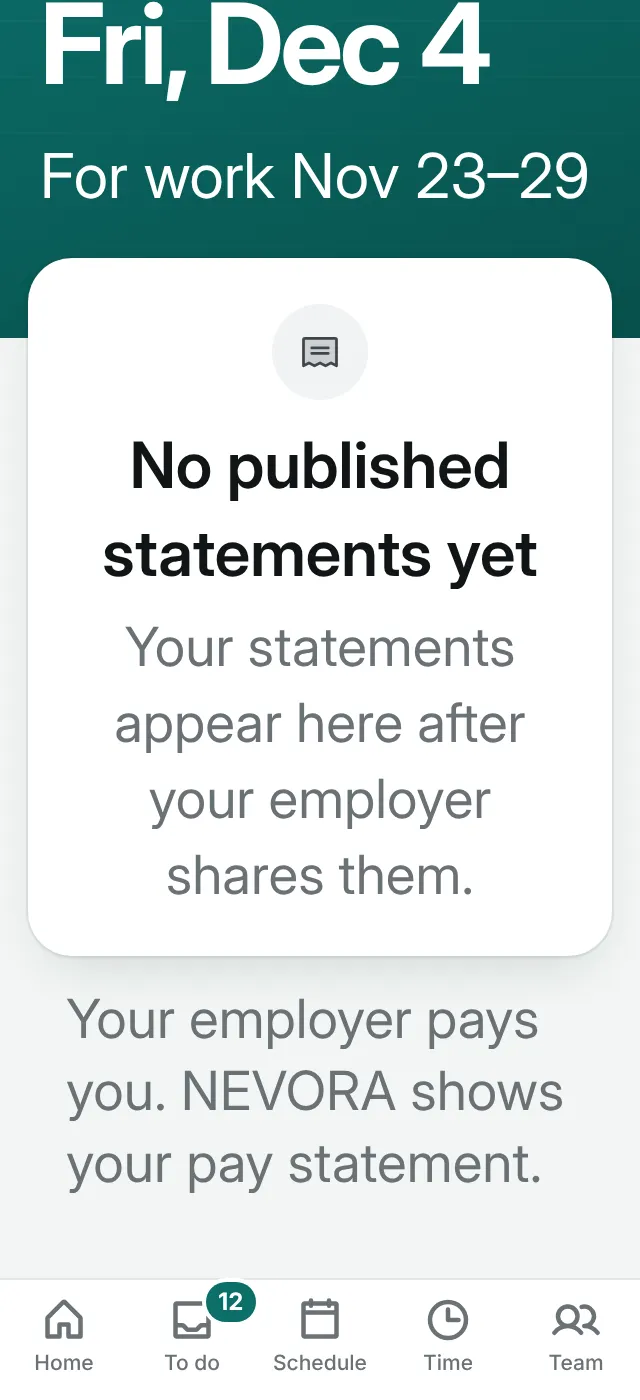 Fri, Dec 4
For work Nov 23–29
No published
statements yet
Your statements
appear here after
your employer
shares them.
Your employer pays
you. NEVORA shows
your pay statement.
12
Home
To do
Schedule
Time
Team